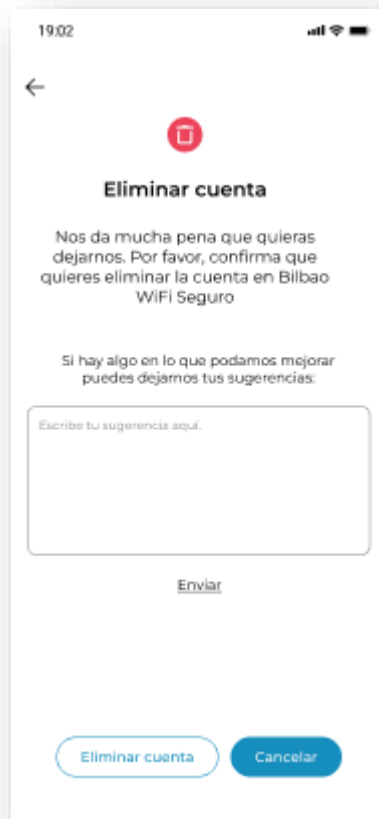 19:02
Eliminar cuenta
Nos da mucha pena que quieras
dejarnos. Por favor, confirma que
quieres eliminar la cuenta en Bilbao
WiFi Seguro
Si hay algo en lo que podamos mejorar
puedes dejarnos tus sugerencias:
Escribe tu sugerencia aquí.
Enviar
Eliminar cuenta
Cancelar